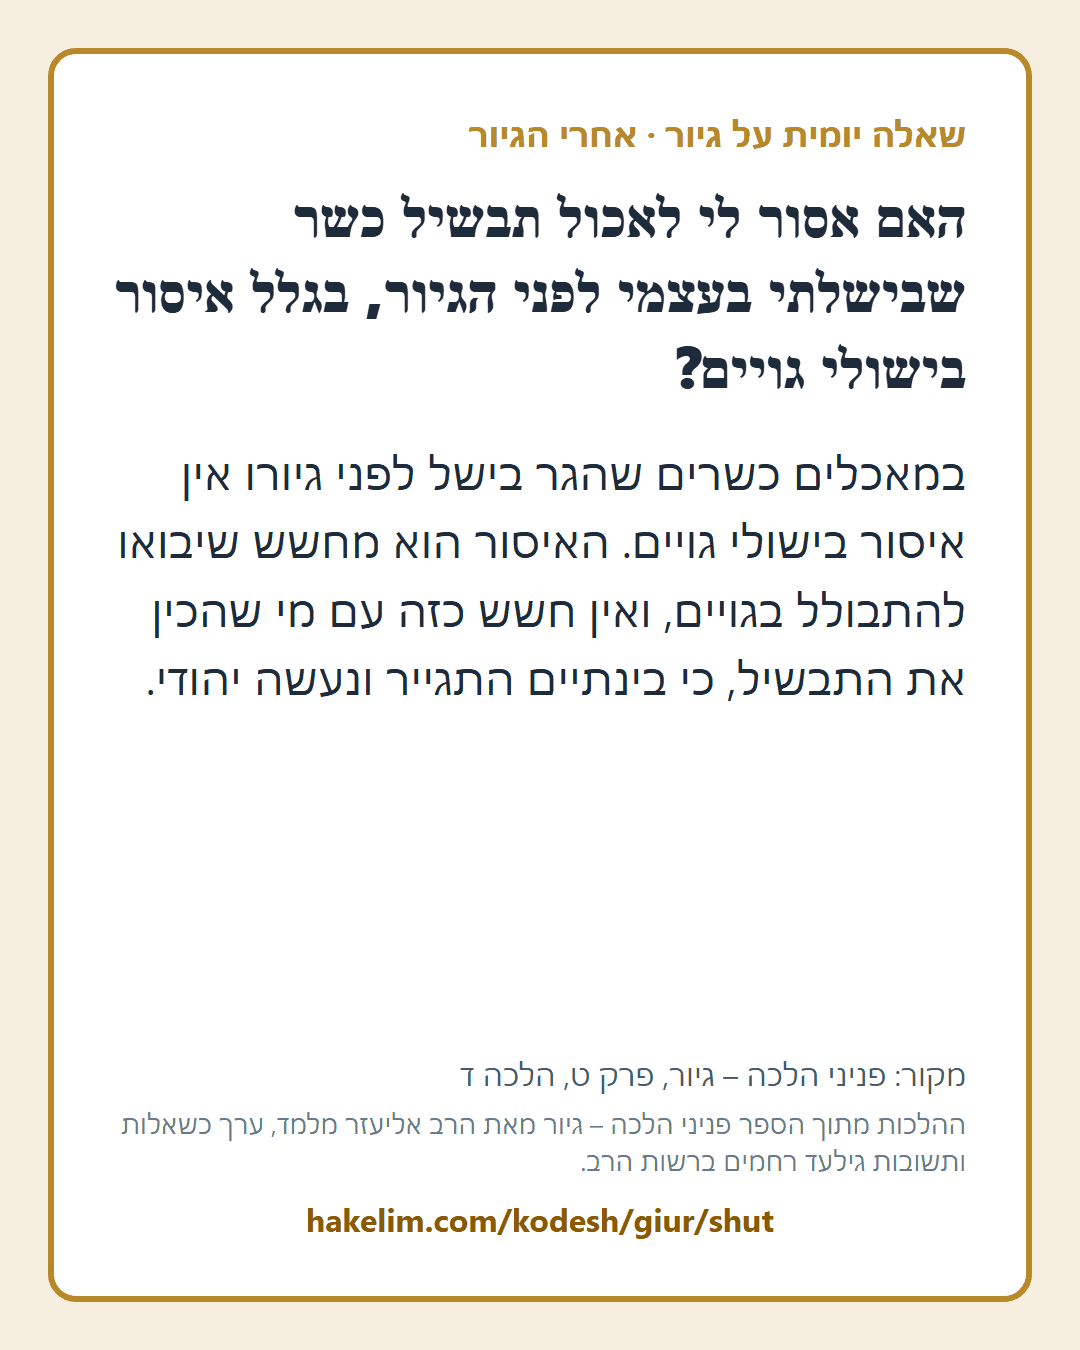 שאלה יומית על גיור · אחרי הגיור
האם אסור לי לאכול תבשיל כשר
שבישלתי בעצמי לפני הגיור, בגלל איסור
בישולי גויים?
במאכלים כשרים שהגר בישל לפני גיורו אין
איסור בישולי גויים. האיסור הוא מחשש שיבואו
להתבולל בגויים, ואין חשש כזה עם מי שהכין
את התבשיל, כי בינתיים התגייר ונעשה יהודי.
מקור: פניני הלכה – גיור, פרק ט, הלכה ד
ההלכות מתוך הספר פניני הלכה – גיור מאת הרב אליעזר מלמד, ערך כשאלות
ותשובות גילעד רחמים ברשות הרב.
hakelim.com/kodesh/giur/shut